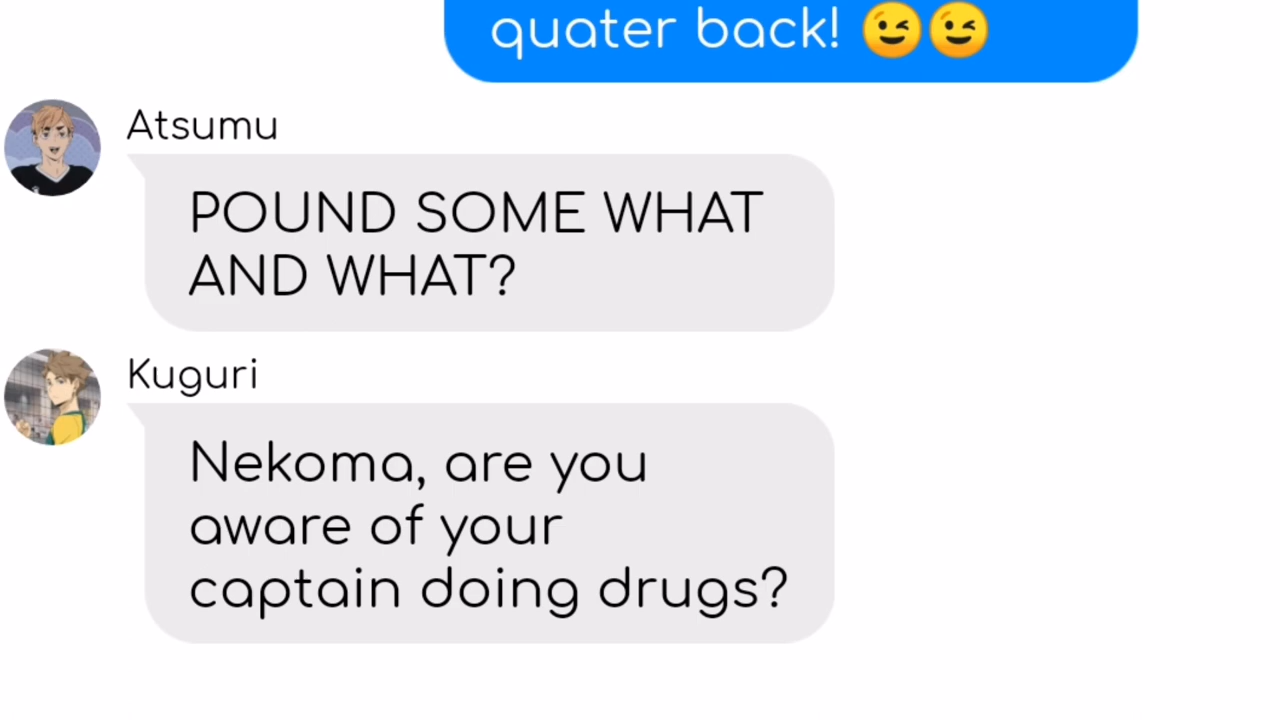 quater back! 😉😉
Atsumu
POUND SOME WHAT
AND WHAT?
Kuguri
Nekoma, are you
aware of your
captain doing drugs?